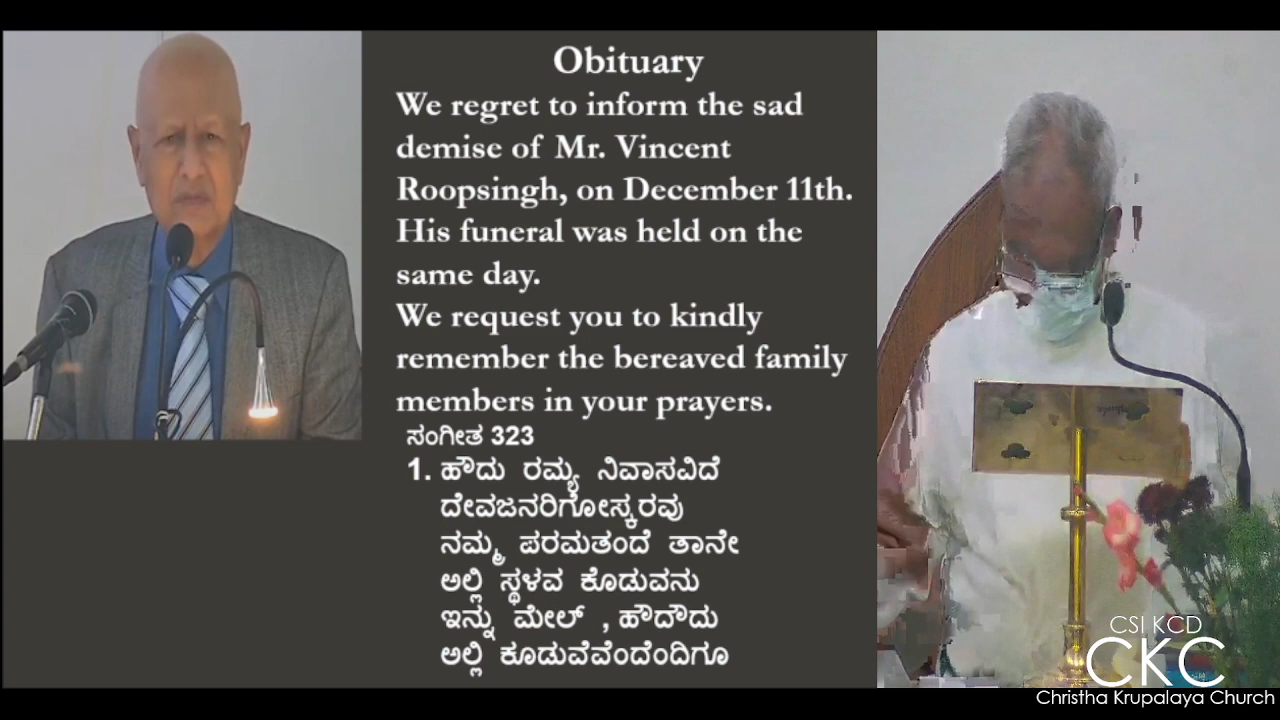 Obituary
We regret to inform the sad
demise of Mr. Vincent
Roopsingh, on December 11th.
His funeral was held on the
same day.
We request you to kindly
remember the bereaved family
members in your prayers.
ಸಂಗೀತ 323
1. ಹೌದು ರಮ್ಯ ನಿವಾಸವಿದೆ
ದೇವಜನರಿಗೋಸ್ಕರವು
ನಮ್ಮ ಪರಮತಂದೆ ತಾನೇ
ಅಲ್ಲಿ ಸ್ಥಳವ ಕೊಡುವನು
ಇನ್ನು ಮೇಲ್ , ಹೌದೌದು
ಅಲ್ಲಿ ಕೂಡುವೆವೆಂದೆಂದಿಗೂ
CSI KCD
CKC
Christha Krupalaya Church